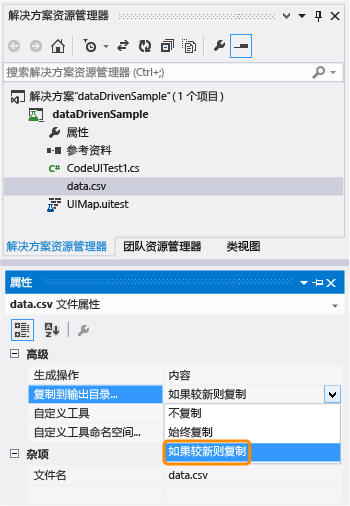 解决方案资源管理器
搜索解决方案资源管理器 (Ctrl+;)
解决方案"dataDrivenSample" (1 个项目)
dataDrivenSample
属性
参考资料
C# CodeUITest1.cs
data.csv
UIMap.uitest
解决方案资源管理器 团队资源管理器 类视图
属性
data.csv 文件属性
高级
生成操作 内容
复制到输出目录... 如果较新则复制
自定义工具 不复制
自定义工具命名空间... 始终复制
杂项 如果较新则复制
文件名 data.csv